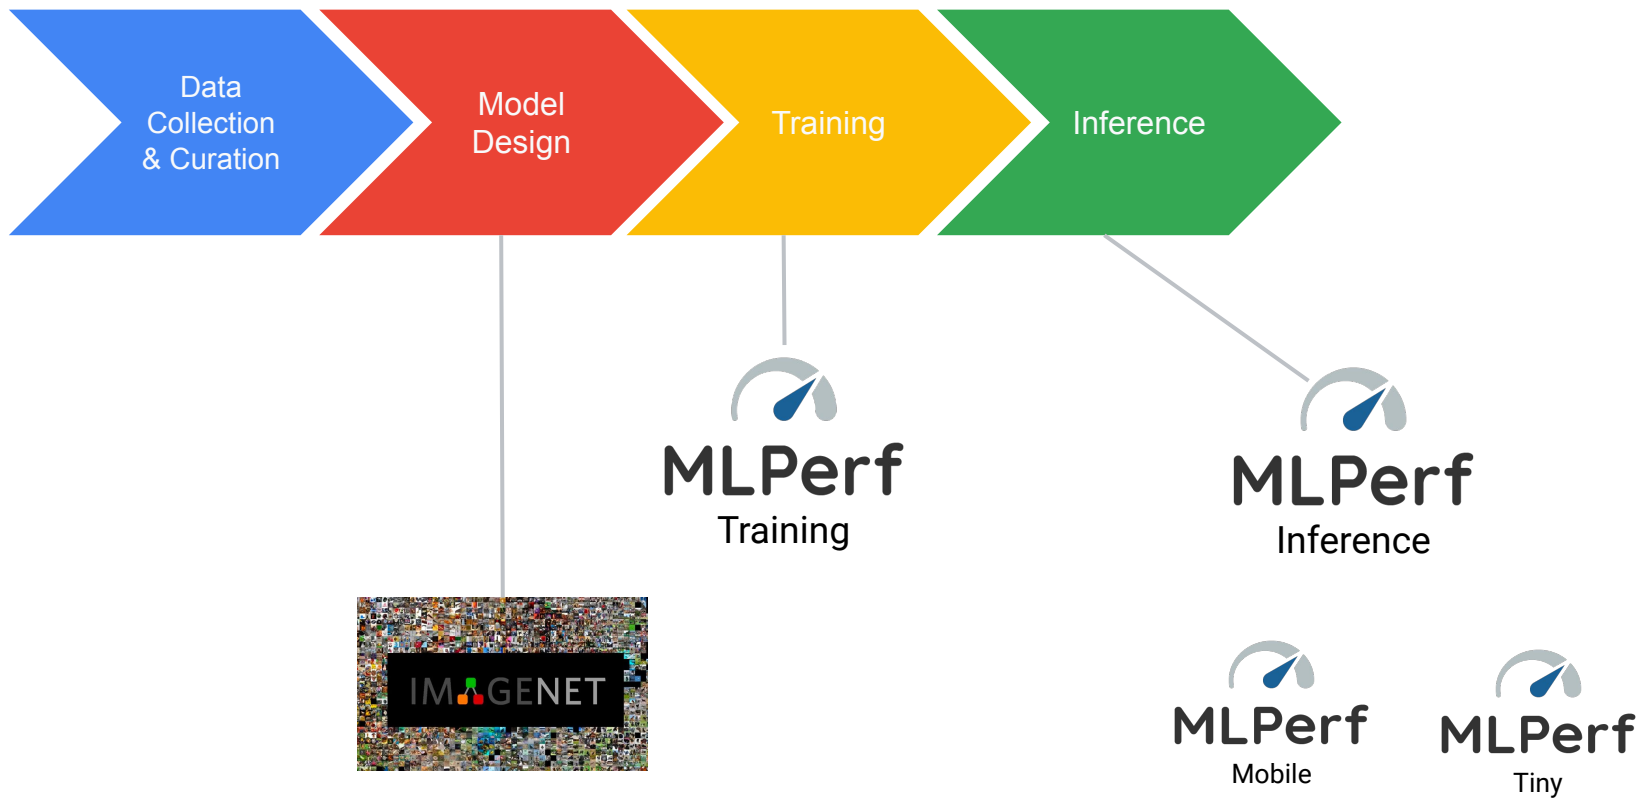 Data
Collection
& Curation
Model
Design
Training
Inference
MLPerf
Training
MLPerf
Inference
IMAGENET
MLPerf
Mobile
MLPerf
Tiny